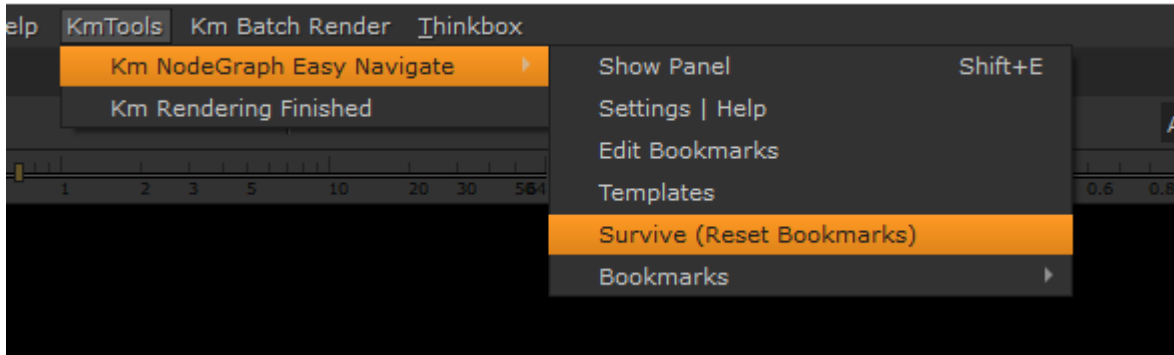 elp KmTools Km Batch Render Thinkbox
Km NodeGraph Easy Navigate
Km Rendering Finished
Show Panel Shift+E
Settings | Help
Edit Bookmarks
Templates
Survive (Reset Bookmarks)
Bookmarks
1 2 3 5 10 20 30 0.6 0.8